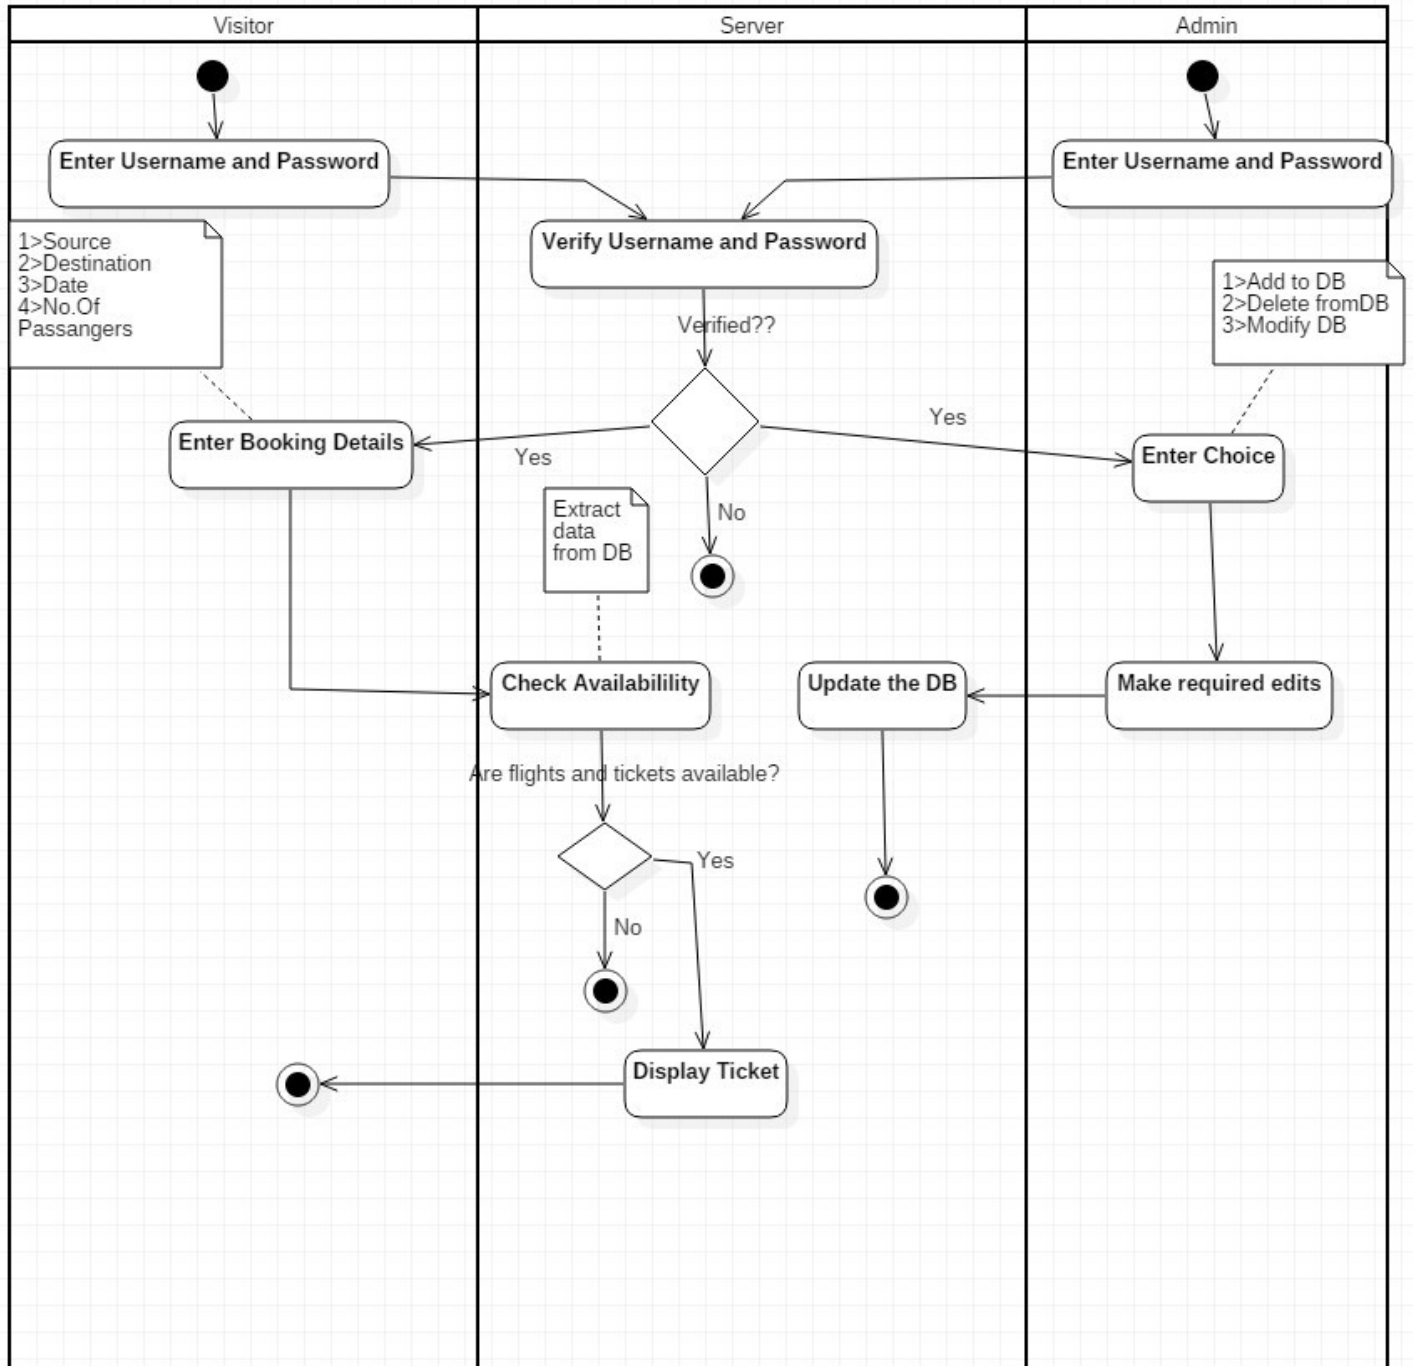 Visitor
Server
Admin
Enter Username and Password
Enter Username and Password
Verify Username and Password
1>Source
2>Destination
3>Date
4>No.Of
Passangers
1>Add to DB
2>Delete fromDB
3>Modify DB
Verified??
Yes
Enter Booking Details
Yes
Enter Choice
Extract
data
from DB
No
Check Availabilility
Update the DB
Make required edits
Are flights and tickets available?
Yes
No
Display Ticket